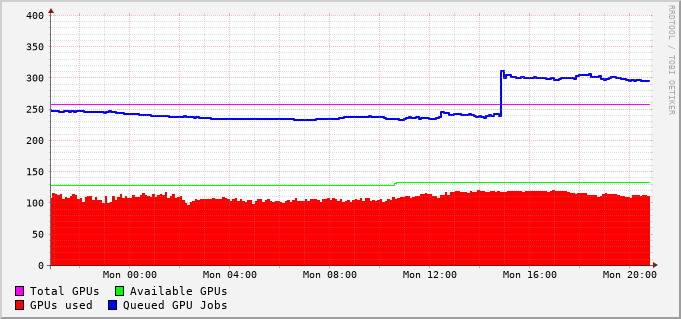 400
350
300
250
200
150
100
50
0
Mon 00:00 Mon 04:00 Mon 08:00 Mon 12:00 Mon 16:00 Mon 20:00
Total GPUs Available GPUs
GPUs used Queued GPU Jobs
RRDTOOL / TOBI OETIKER